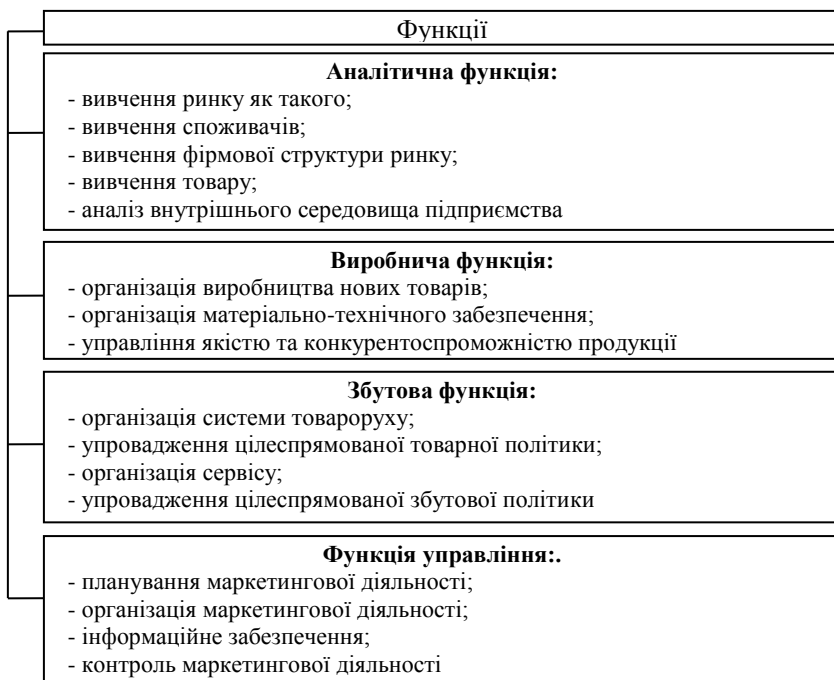 Функції
Аналітична функція:
- вивчення ринку як такого;
- вивчення споживачів;
- вивчення фірмової структури ринку;
- вивчення товару;
- аналіз внутрішнього середовища підприємства
Виробнича функція:
- організація виробництва нових товарів;
- організація матеріально-технічного забезпечення;
- управління якістю та конкурентоспроможністю продукції
Збутова функція:
- організація системи товароруху;
- упровадження цілеспрямованої товарної політики;
- організація сервісу;
- упровадження цілеспрямованої збутової політики
Функція управління:.
- планування маркетингової діяльності;
- організація маркетингової діяльності;
- інформаційне забезпечення;
- контроль маркетингової діяльності